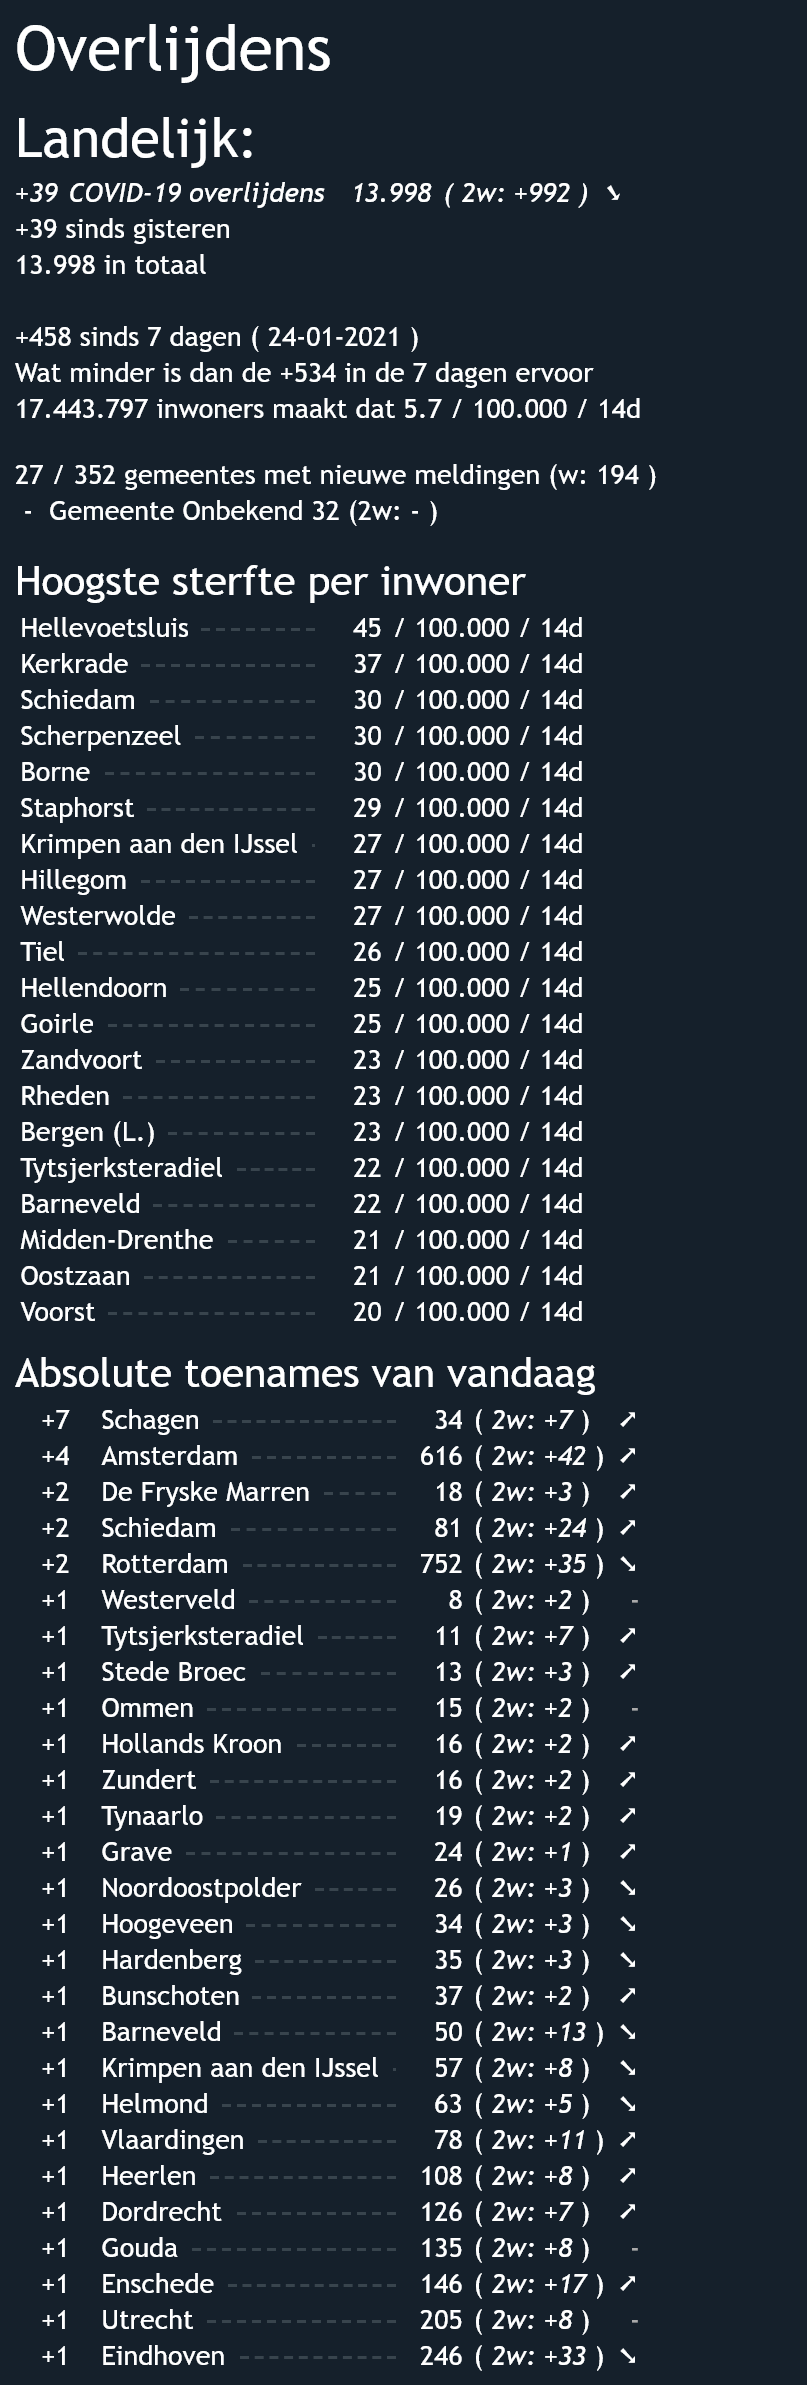 Overlijdens
Landelijk:
+39 COVID-19 overlijdens 13.998 ( 2w: +992 ) ➘
+39 sinds gisteren
13.998 in totaal
+458 sinds 7 dagen ( 24-01-2021 )
Wat minder is dan de +534 in de 7 dagen ervoor
17.443.797 inwoners maakt dat 5.7 / 100.000 / 14d
27 / 352 gemeentes met nieuwe meldingen (w: 194 )
- Gemeente Onbekend 32 (2w: - )
Hoogste sterfte per inwoner
Hellevoetsluis -------- 45 / 100.000 / 14d
Kerkrade ------------ 37 / 100.000 / 14d
Schiedam ----------- 30 / 100.000 / 14d
Scherpenzeel -------- 30 / 100.000 / 14d
Borne -------------- 30 / 100.000 / 14d
Staphorst ----------- 29 / 100.000 / 14d
Krimpen aan den IJssel - 27 / 100.000 / 14d
Hillegom ------------ 27 / 100.000 / 14d
Westerwolde --------- 27 / 100.000 / 14d
Tiel ---------------- 26 / 100.000 / 14d
Hellendoorn --------- 25 / 100.000 / 14d
Goirle -------------- 25 / 100.000 / 14d
Zandvoort ----------- 23 / 100.000 / 14d
Rheden ------------- 23 / 100.000 / 14d
Bergen (L.) ---------- 23 / 100.000 / 14d
Tytsjerksteradiel ------ 22 / 100.000 / 14d
Barneveld ----------- 22 / 100.000 / 14d
Midden-Drenthe ------ 21 / 100.000 / 14d
Oostzaan ------------ 21 / 100.000 / 14d
Voorst -------------- 20 / 100.000 / 14d
Absolute toenames van vandaag
+7 Schagen ------------- 34 ( 2w: +7 ) ➚
+4 Amsterdam ---------- 616 ( 2w: +42 ) ➚
+2 De Fryske Marren ----- 18 ( 2w: +3 ) ➚
+2 Schiedam ----------- 81 ( 2w: +24 ) ➚
+2 Rotterdam ----------- 752 ( 2w: +35 ) ➘
+1 Westerveld ---------- 8 ( 2w: +2 ) -
+1 Tytsjerksteradiel ------ 11 ( 2w: +7 ) ➚
+1 Stede Broec --------- 13 ( 2w: +3 ) ➚
+1 Ommen ------------- 15 ( 2w: +2 ) -
+1 Hollands Kroon ------- 16 ( 2w: +2 ) ➚
+1 Zundert ------------- 16 ( 2w: +2 ) ➚
+1 Tynaarlo ------------ 19 ( 2w: +2 ) ➚
+1 Grave --------------- 24 ( 2w: +1 ) ➚
+1 Noordoostpolder ------ 26 ( 2w: +3 ) ➘
+1 Hoogeveen ---------- 34 ( 2w: +3 ) ➘
+1 Hardenberg ---------- 35 ( 2w: +3 ) ➘
+1 Bunschoten ---------- 37 ( 2w: +2 ) ➚
+1 Barneveld ----------- 50 ( 2w: +13 ) ➘
+1 Krimpen aan den IJssel - 57 ( 2w: +8 ) ➘
+1 Helmond ------------ 63 ( 2w: +5 ) ➘
+1 Vlaardingen ---------- 78 ( 2w: +11 ) ➚
+1 Heerlen ------------- 108 ( 2w: +8 ) ➚
+1 Dordrecht ----------- 126 ( 2w: +7 ) ➚
+1 Gouda -------------- 135 ( 2w: +8 ) -
+1 Enschede ------------ 146 ( 2w: +17 ) ➚
+1 Utrecht ------------- 205 ( 2w: +8 ) -
+1 Eindhoven ----------- 246 ( 2w: +33 ) ➘